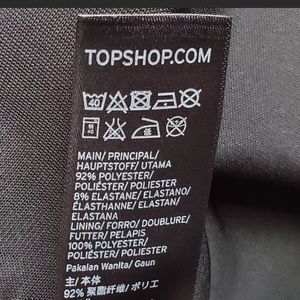 TOPSHOP.COM
40
MAIN/ PRINCIPAL/
HAUPTSTOFF/ UTAMA
92% POLYESTER/
POLIÉSTER/ POLIESTER
8% ELASTANE/ ELASTANO/
ÉLASTHANNE/ ELASTAN/
ELASTANA
LINING/ FORRO/ DOUBLURE/
FUTTER/ PELAPIS
100% POLYESTER/
POLIÉSTER/ POLIESTER
Pakaian Wanita/ Gaun
主/ 本体
92% 聚酯纤维/ ポリエ